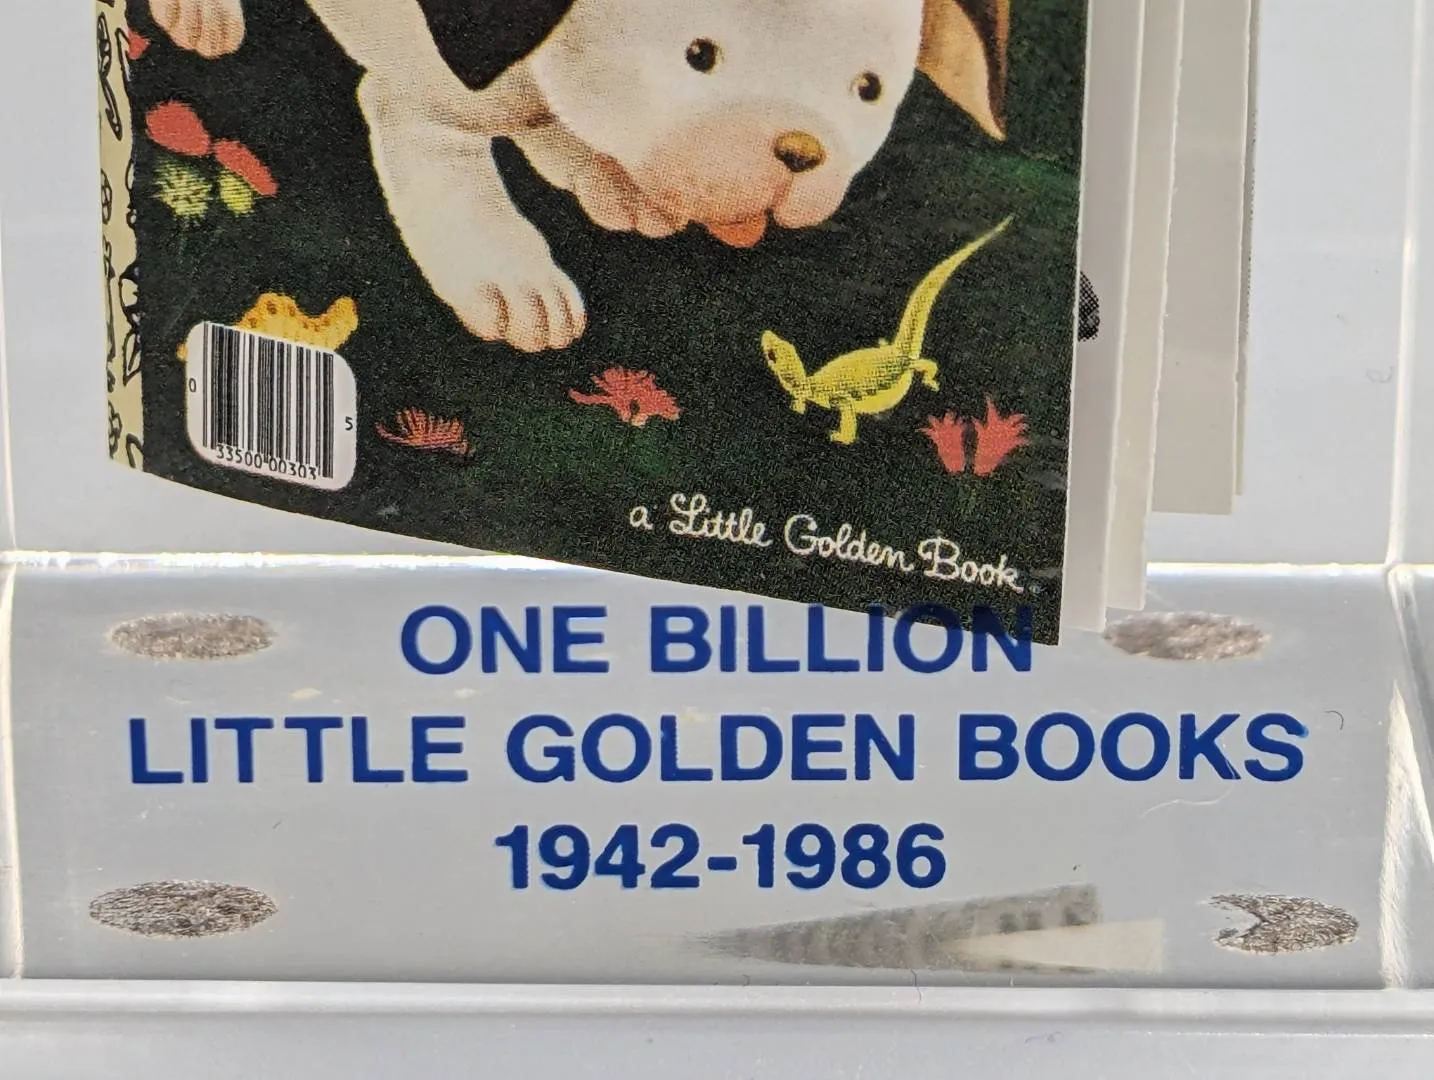 0
5
33500 00303
a Little Golden Book
ONE BILLION
LITTLE GOLDEN BOOKS
1942-1986